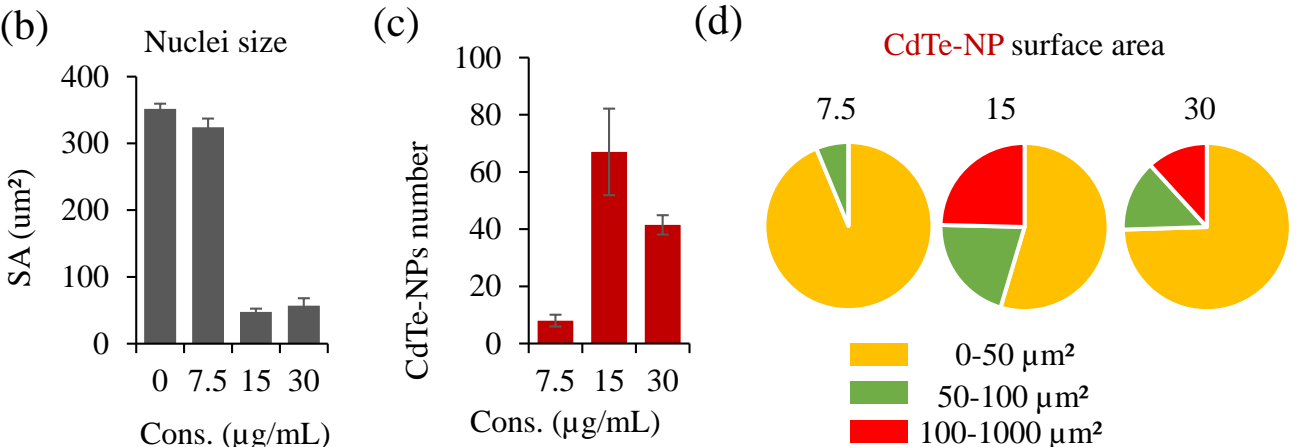 (b)
Nuclei size
SA (um²)
400
300
200
100
0
0 7.5 15 30
Cons. (µg/mL)
(c)
CdTe-NPs number
100
80
60
40
20
0
7.5 15 30
Cons. (µg/mL)
(d)
CdTe-NP surface area
7.5 15 30
0-50 µm²
50-100 µm²
100-1000 µm²